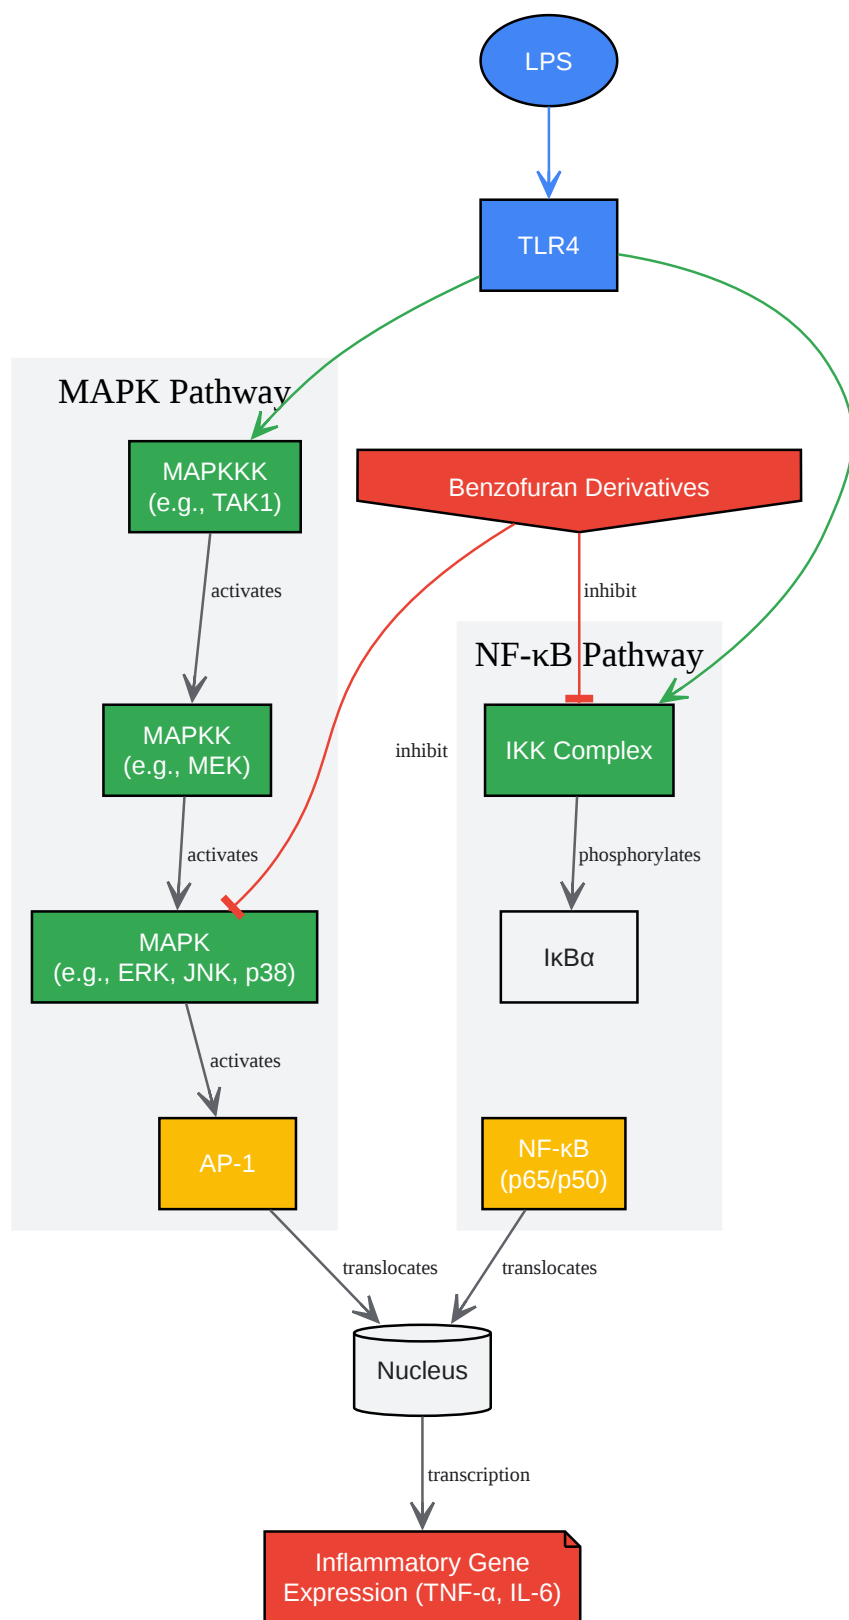 LPS
TLR4
MAPK Pathway
MAPKKK
(e.g., TAK1)
Benzofuran Derivatives
activates
inhibit
NF-κB Pathway
MAPKK
(e.g., MEK)
inhibit
IKK Complex
activates
phosphorylates
MAPK
(e.g., ERK, JNK, p38)
IκBα
activates
AP-1
NF-κB
(p65/p50)
translocates
translocates
Nucleus
transcription
Inflammatory Gene
Expression (TNF-α, IL-6)